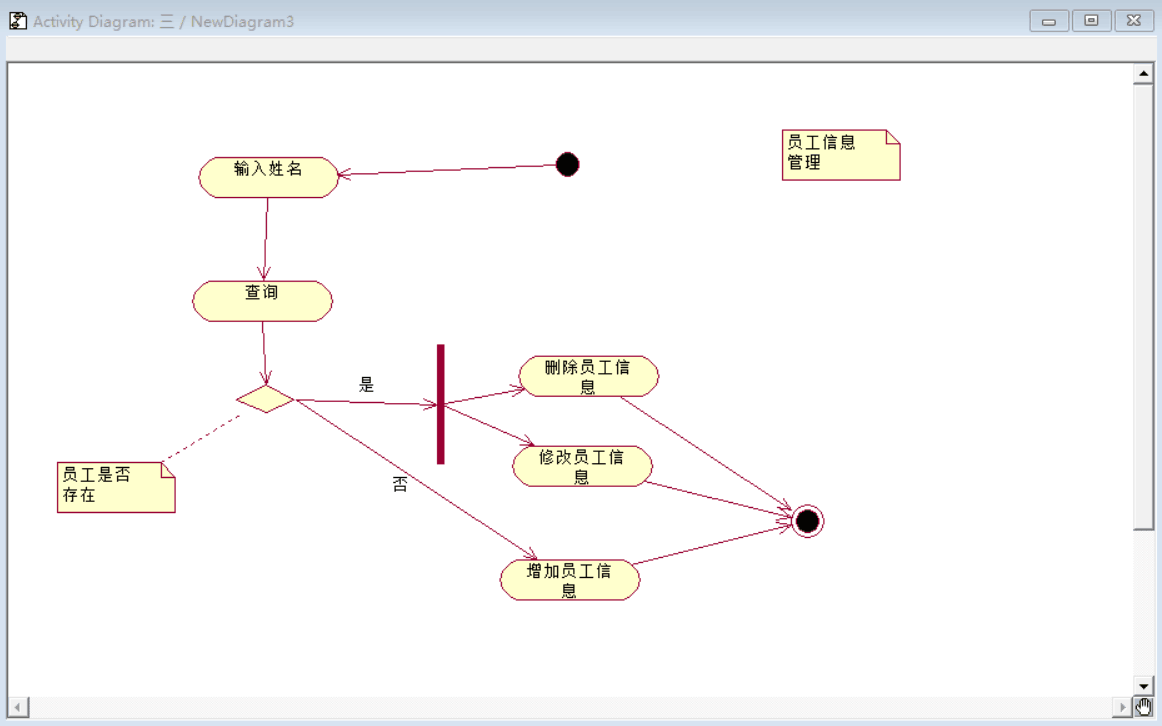 Activity Diagram: 三 / NewDiagram3
员工信息
管理
输入姓名
查询
是
删除员工信
息
修改员工信
息
员工是否
存在
否
增加员工信
息